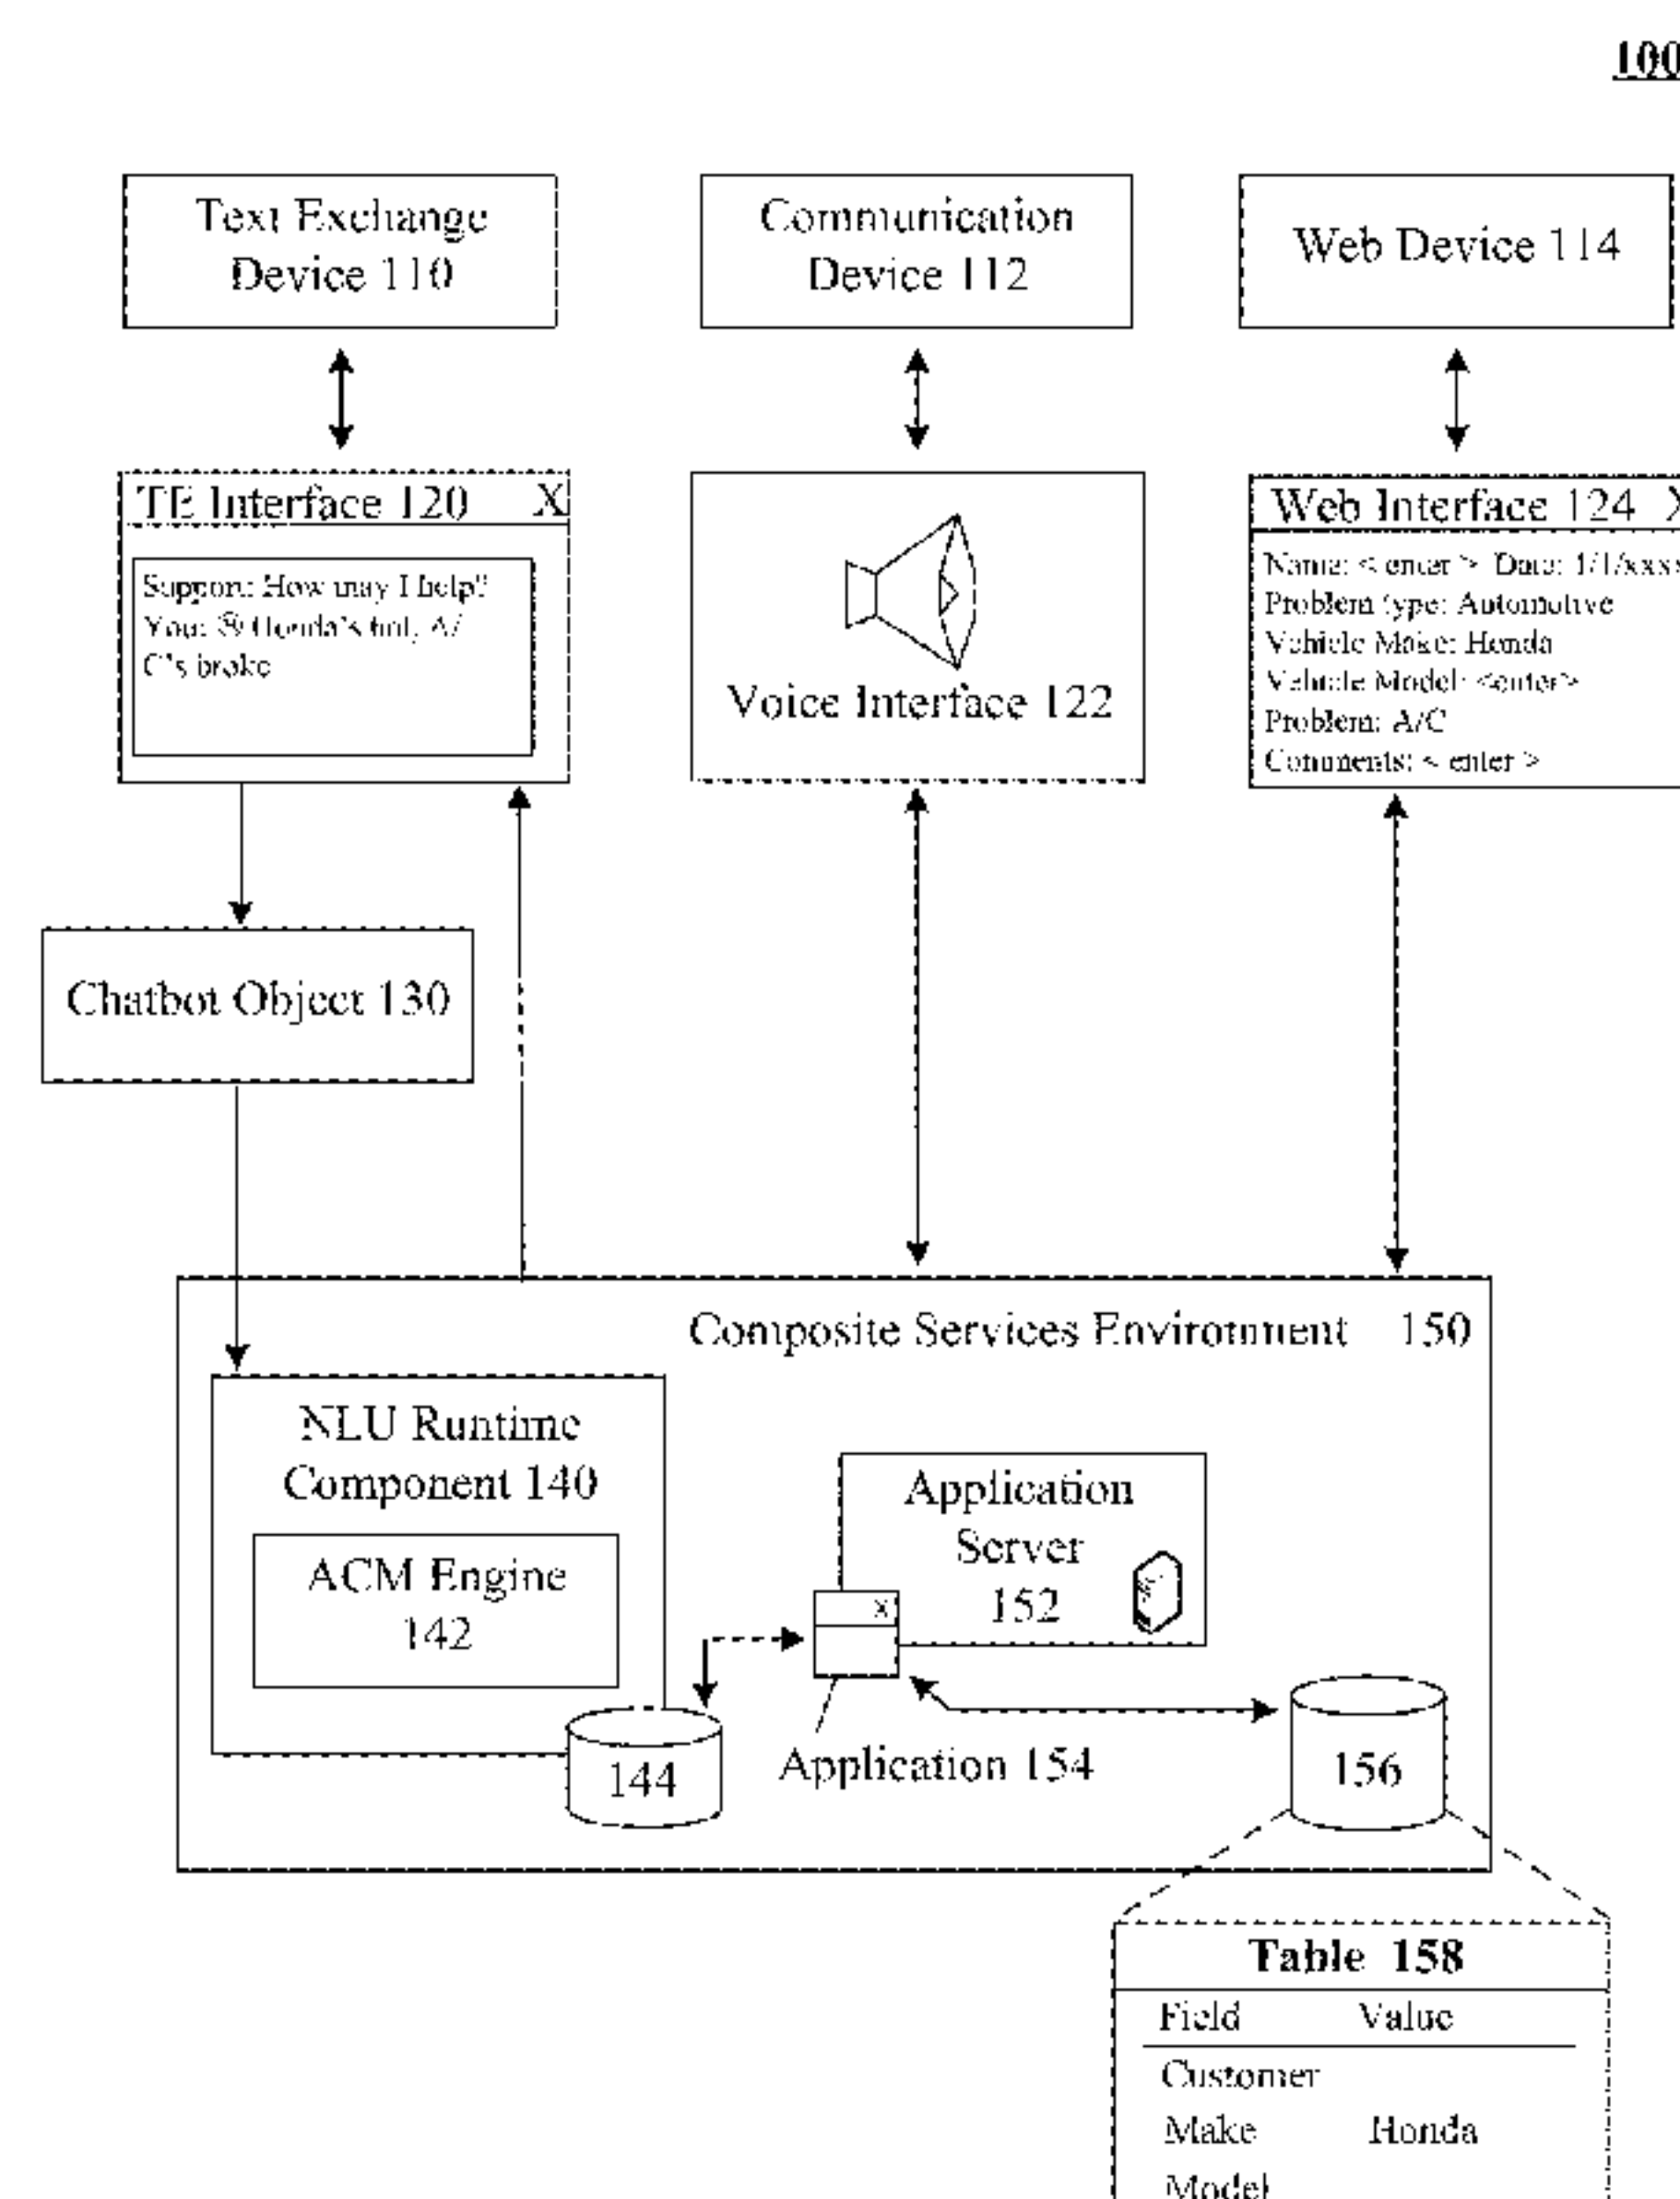 100
Text Exchange
Device 110
Communication
Device 112
Web Device 114
TE Interface 120 X
Support: How may I help?
You: Honda's hot, A/
C's broke
Voice Interface 122
Web Interface 124 X
Name: < enter > Date: 1/1/xxxx
Problem type: Automotive
Vehicle Make: Honda
Vehicle Model: <enter>
Problem: A/C
Comments: < enter >
Chatbot Object 130
Composite Services Environment 150
NLU Runtime
Component 140
ACM Engine
142
144
Application
Server
152
X
Application 154
156
Table 158
Field Value
Customer
Make Honda
Model